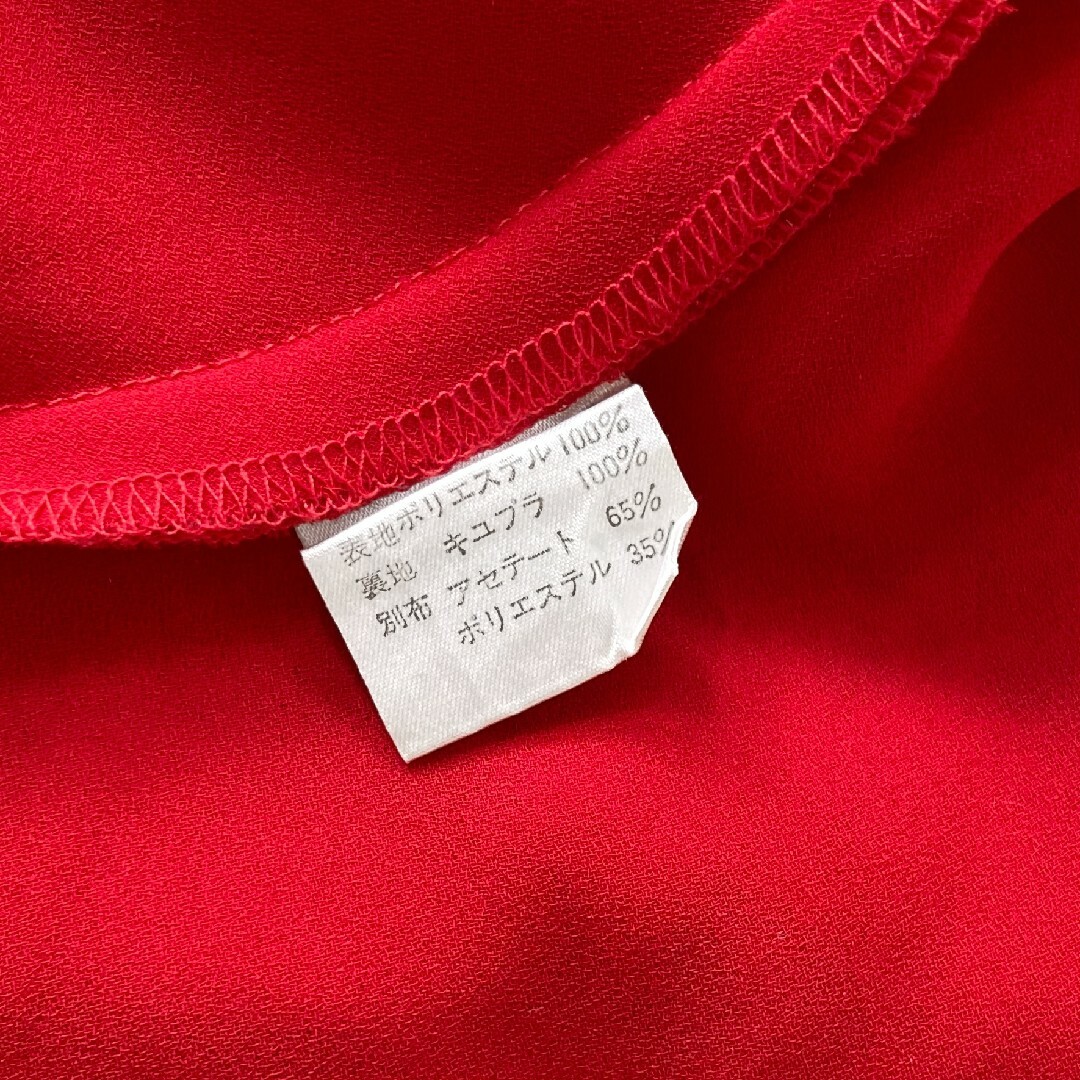 表地ポリエステル100%
裏地 キュプラ 100%
別布 アセテート 65%
ポリエステル 35%